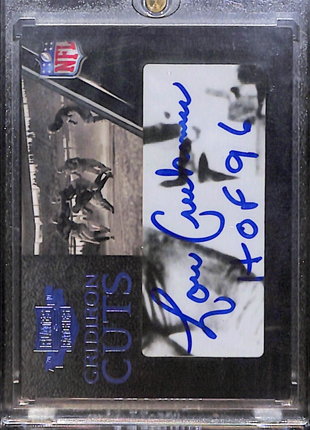 NFL
GRIDIRON
CUTS
Lou Creekmur
HOF 96